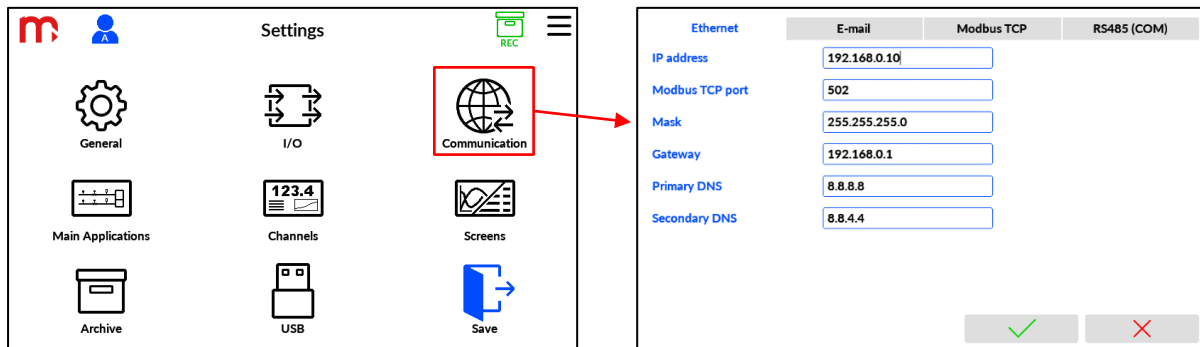 m
A
Settings
REC
General
I/O
Communication
123.4
Main Applications
Channels
Screens
Archive
USB
Save
Ethernet
E-mail
Modbus TCP
RS485 (COM)
IP address
192.168.0.10
Modbus TCP port
502
Mask
255.255.255.0
Gateway
192.168.0.1
Primary DNS
8.8.8.8
Secondary DNS
8.8.4.4